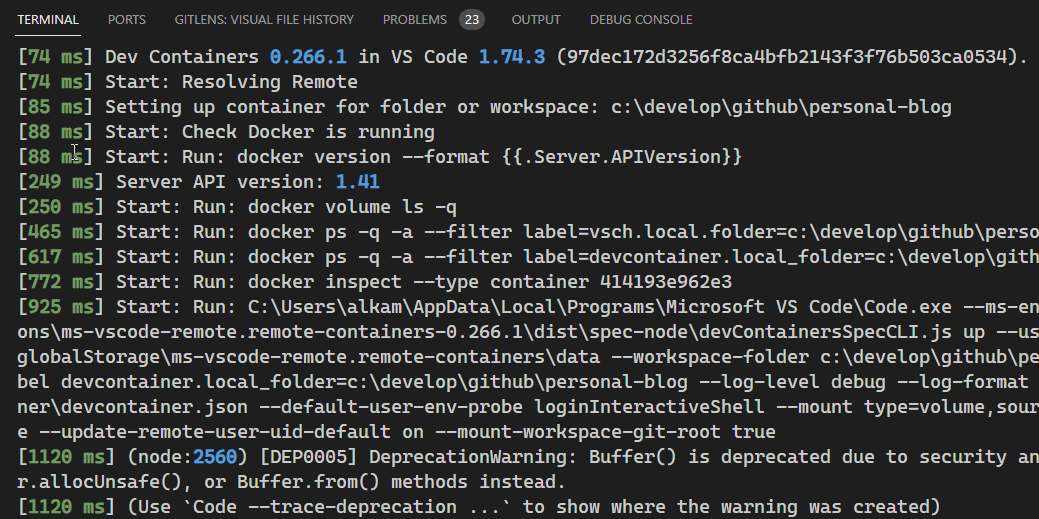 TERMINAL PORTS GITLENS: VISUAL FILE HISTORY PROBLEMS 23 OUTPUT DEBUG CONSOLE
[74 ms] Dev Containers 0.266.1 in VS Code 1.74.3 (97dec172d3256f8ca4bfb2143f3f76b503ca0534).
[74 ms] Start: Resolving Remote
[85 ms] Setting up container for folder or workspace: c:\develop\github\personal-blog
[88 ms] Start: Check Docker is running
[88 ms] Start: Run: docker version --format {{.Server.APIVersion}}
[249 ms] Server API version: 1.41
[250 ms] Start: Run: docker volume ls -q
[465 ms] Start: Run: docker ps -q -a --filter label=vsch.local.folder=c:\develop\github\perso
[617 ms] Start: Run: docker ps -q -a --filter label=devcontainer.local_folder=c:\develop\gith
[772 ms] Start: Run: docker inspect --type container 414193e962e3
[925 ms] Start: Run: C:\Users\alkam\AppData\Local\Programs\Microsoft VS Code\Code.exe --ms-en
ons\ms-vscode-remote.remote-containers-0.266.1\dist\spec-node\devContainersSpecCLI.js up --us
globalStorage\ms-vscode-remote.remote-containers\data --workspace-folder c:\develop\github\pe
bel devcontainer.local_folder=c:\develop\github\personal-blog --log-level debug --log-format
ner\devcontainer.json --default-user-env-probe loginInteractiveShell --mount type=volume,sour
e --update-remote-user-uid-default on --mount-workspace-git-root true
[1120 ms] (node:2560) [DEP0005] DeprecationWarning: Buffer() is deprecated due to security an
r.allocUnsafe(), or Buffer.from() methods instead.
[1120 ms] (Use `Code --trace-deprecation ...` to show where the warning was created)